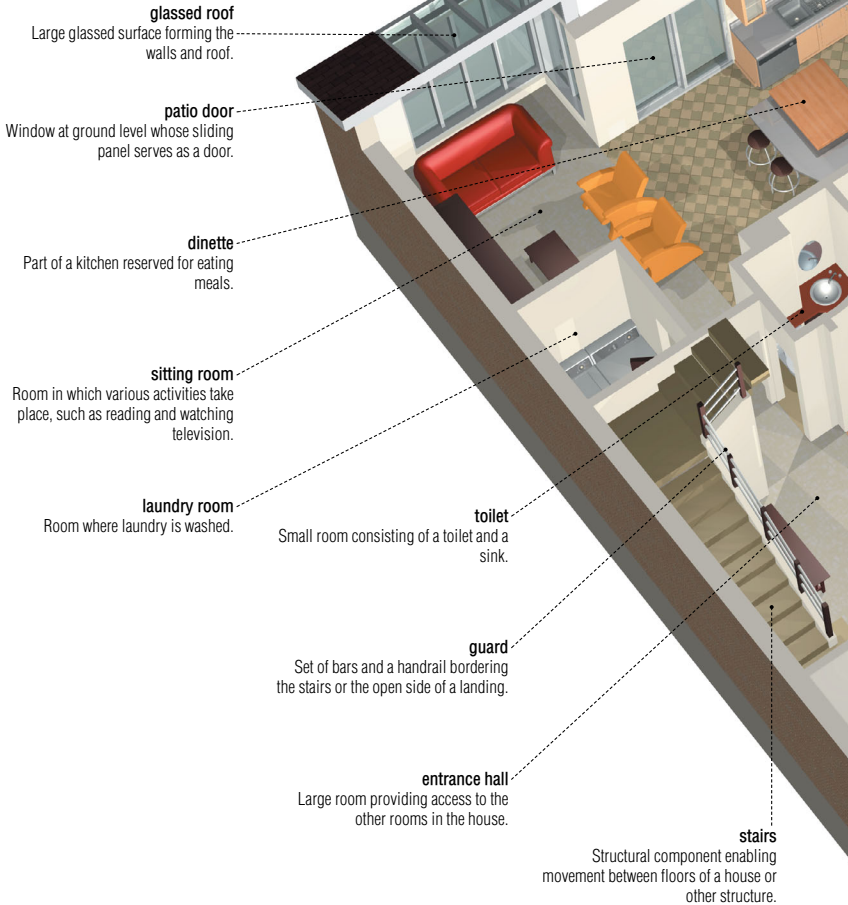 glassed roof
Large glassed surface forming the
walls and roof.
patio door
Window at ground level whose sliding
panel serves as a door.
dinette
Part of a kitchen reserved for eating
meals.
sitting room
Room in which various activities take
place, such as reading and watching
television.
laundry room
Room where laundry is washed.
toilet
Small room consisting of a toilet and a
sink.
guard
Set of bars and a handrail bordering
the stairs or the open side of a landing.
entrance hall
Large room providing access to the
other rooms in the house.
stairs
Structural component enabling
movement between floors of a house or
other structure.